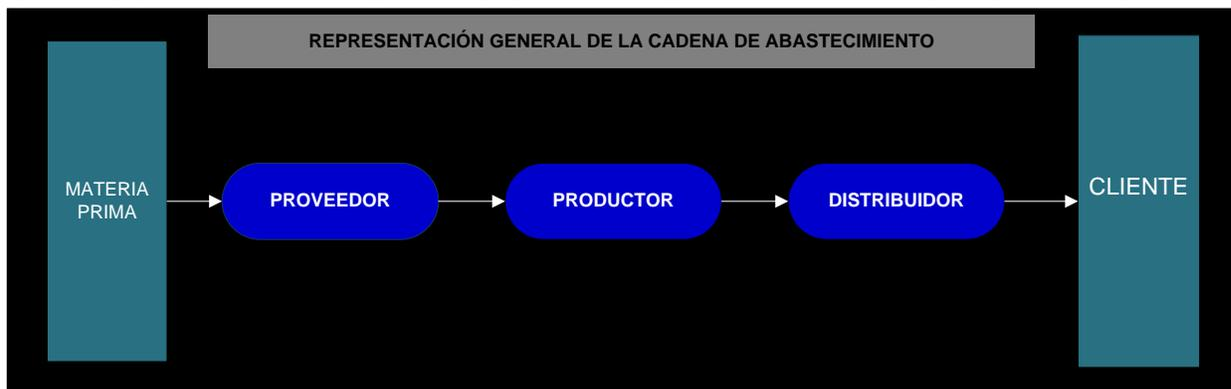 REPRESENTACIÓN GENERAL DE LA CADENA DE ABASTECIMIENTO
MATERIA
PRIMA
PROVEEDOR
PRODUCTOR
DISTRIBUIDOR
CLIENTE